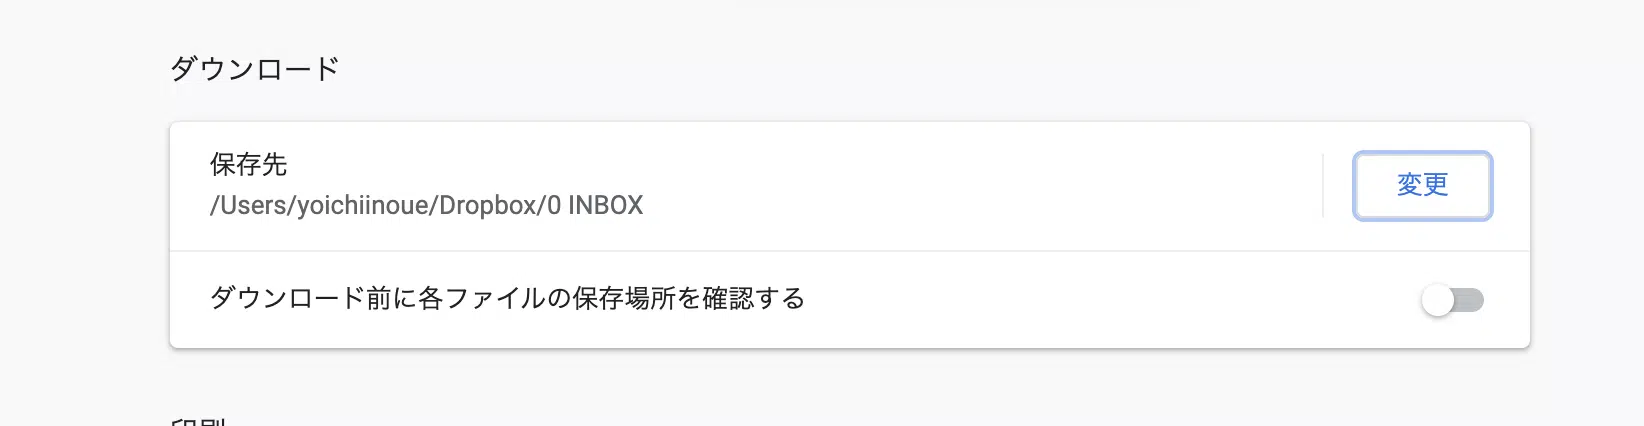 ダウンロード
保存先
/Users/yoichiinoue/Dropbox/0 INBOX
変更
ダウンロード前に各ファイルの保存場所を確認する
印刷